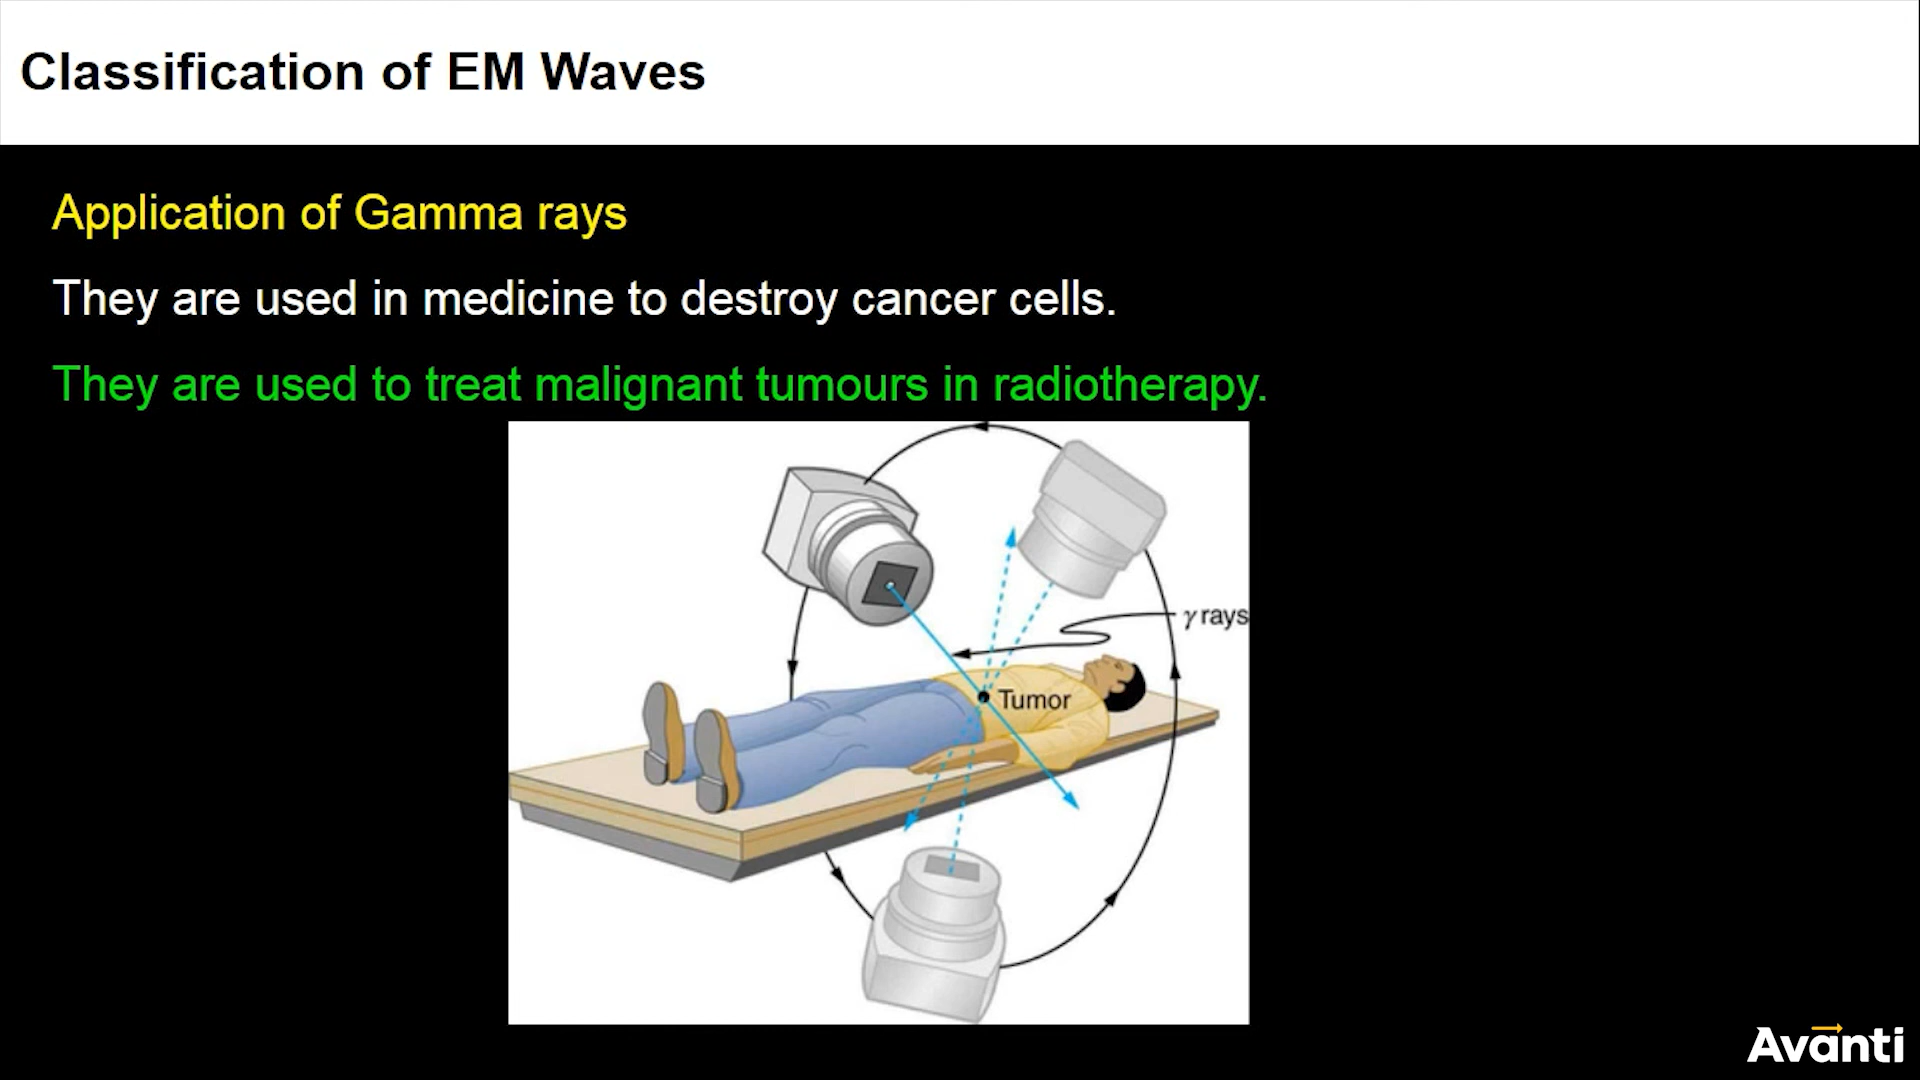 Classification of EM Waves
Application of Gamma rays
They are used in medicine to destroy cancer cells.
They are used to treat malignant tumours in radiotherapy.
γ rays
Tumor
Avanti